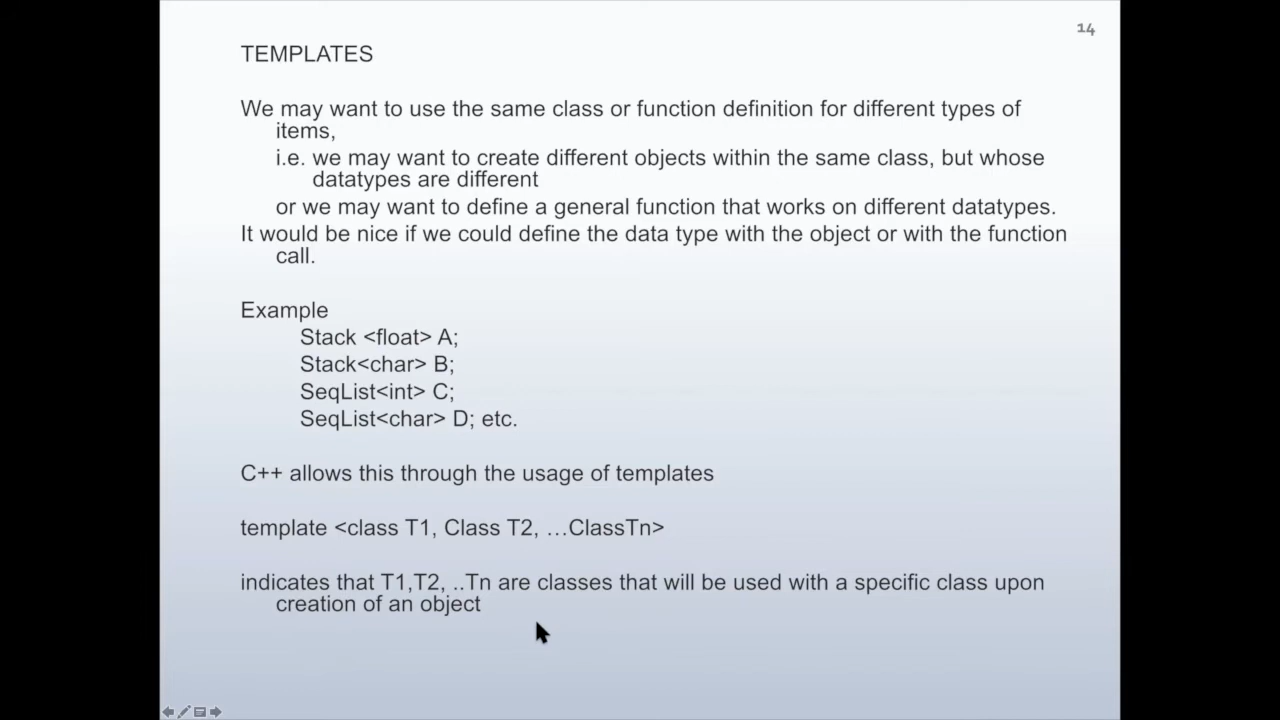 14
TEMPLATES
We may want to use the same class or function definition for different types of
items,
i.e. we may want to create different objects within the same class, but whose
datatypes are different
or we may want to define a general function that works on different datatypes.
It would be nice if we could define the data type with the object or with the function
call.
Example
Stack <float> A;
Stack<char> B;
SeqList<int> C;
SeqList<char> D; etc.
C++ allows this through the usage of templates
template <class T1, Class T2, …ClassTn>
indicates that T1,T2, ..Tn are classes that will be used with a specific class upon
creation of an object